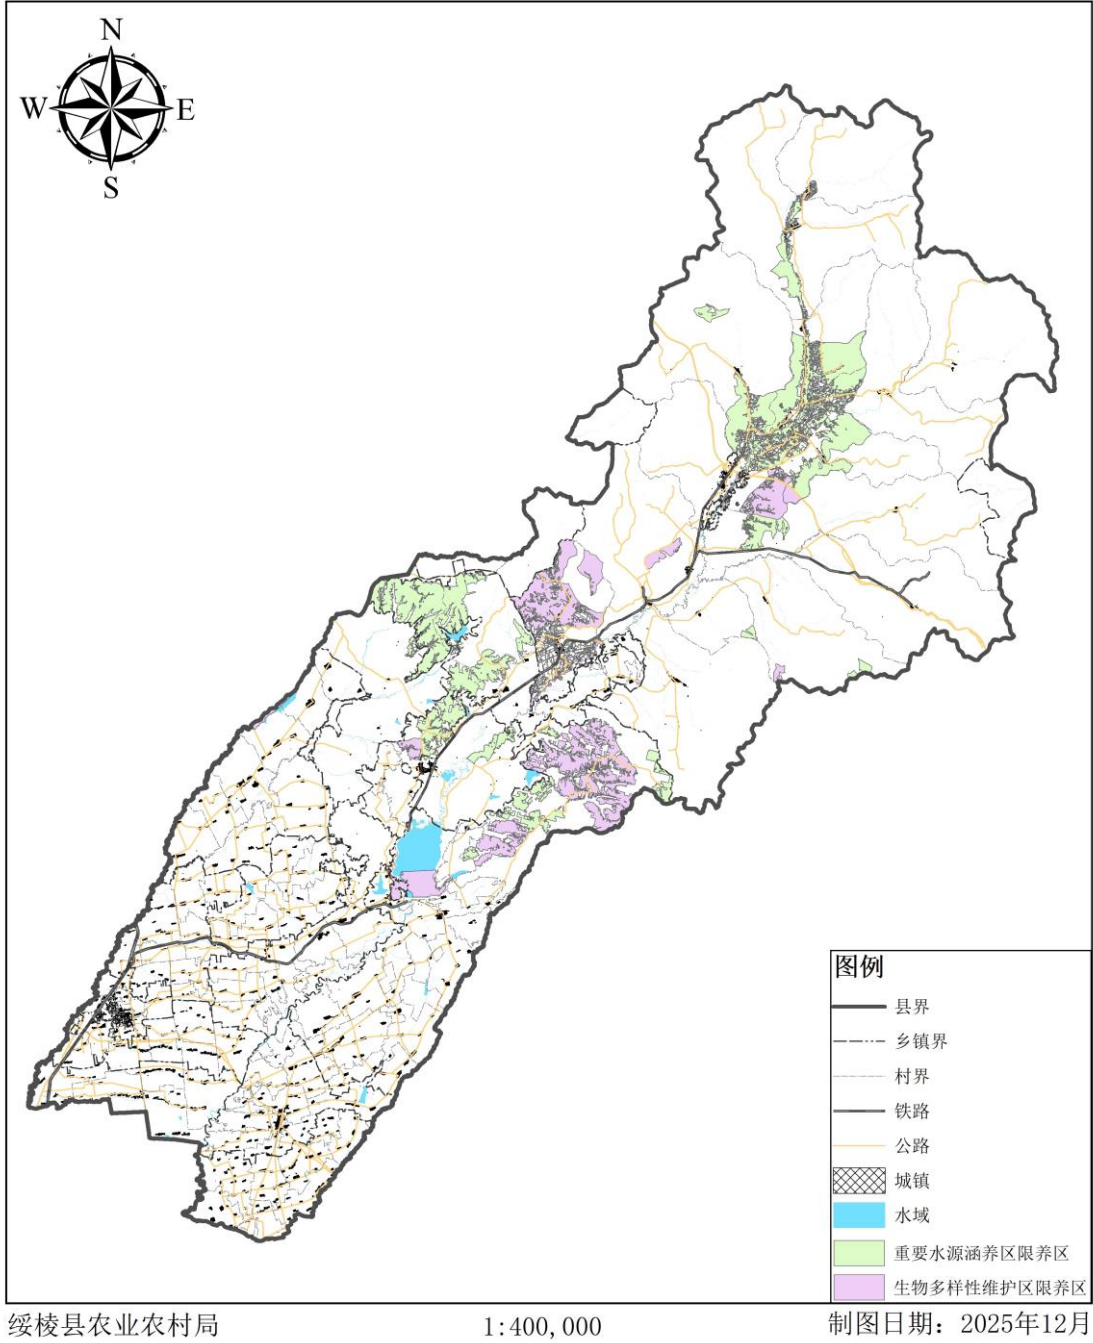 N
W
E
S
图例
县界
乡镇界
村界
铁路
公路
城镇
水域
重要水源涵养区限养区
生物多样性维护区限养区
绥棱县农业农村局
1:400,000
制图日期：2025年12月